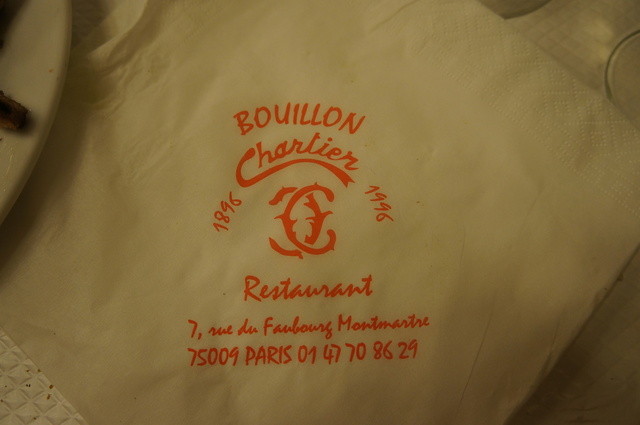 BOUILLON
Chartier
1896 1996
Restaurant
7, rue du Faubourg Montmartre
75009 PARIS 01 47 70 86 29